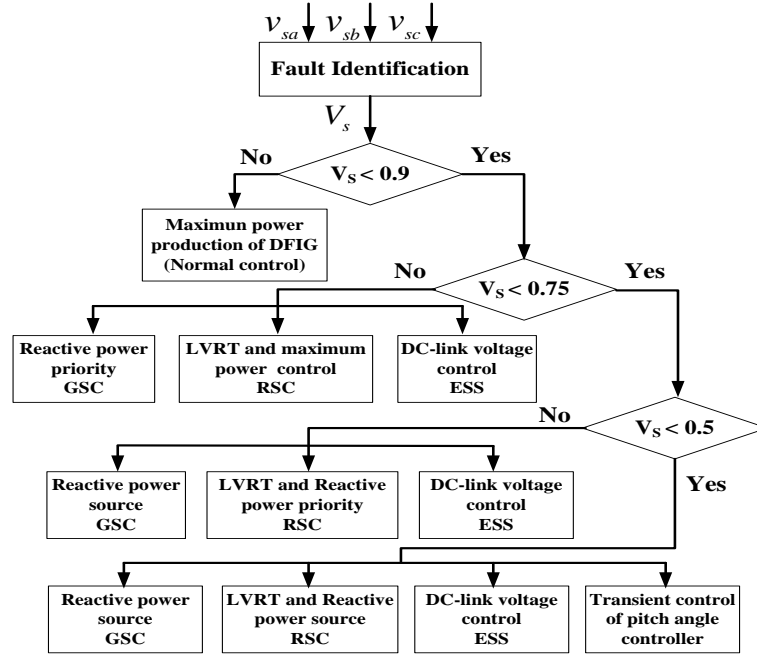 v_sa v_sb v_sc
Fault Identification
V_s
No
Yes
V_S < 0.9
Maximun power
production of DFIG
(Normal control)
No
Yes
V_S < 0.75
Reactive power
priority
GSC
LVRT and maximum
power control
RSC
DC-link voltage
control
ESS
No
V_S < 0.5
Yes
Reactive power
source
GSC
LVRT and Reactive
power priority
RSC
DC-link voltage
control
ESS
Reactive power
source
GSC
LVRT and Reactive
power source
RSC
DC-link voltage
control
ESS
Transient control
of pitch angle
controller